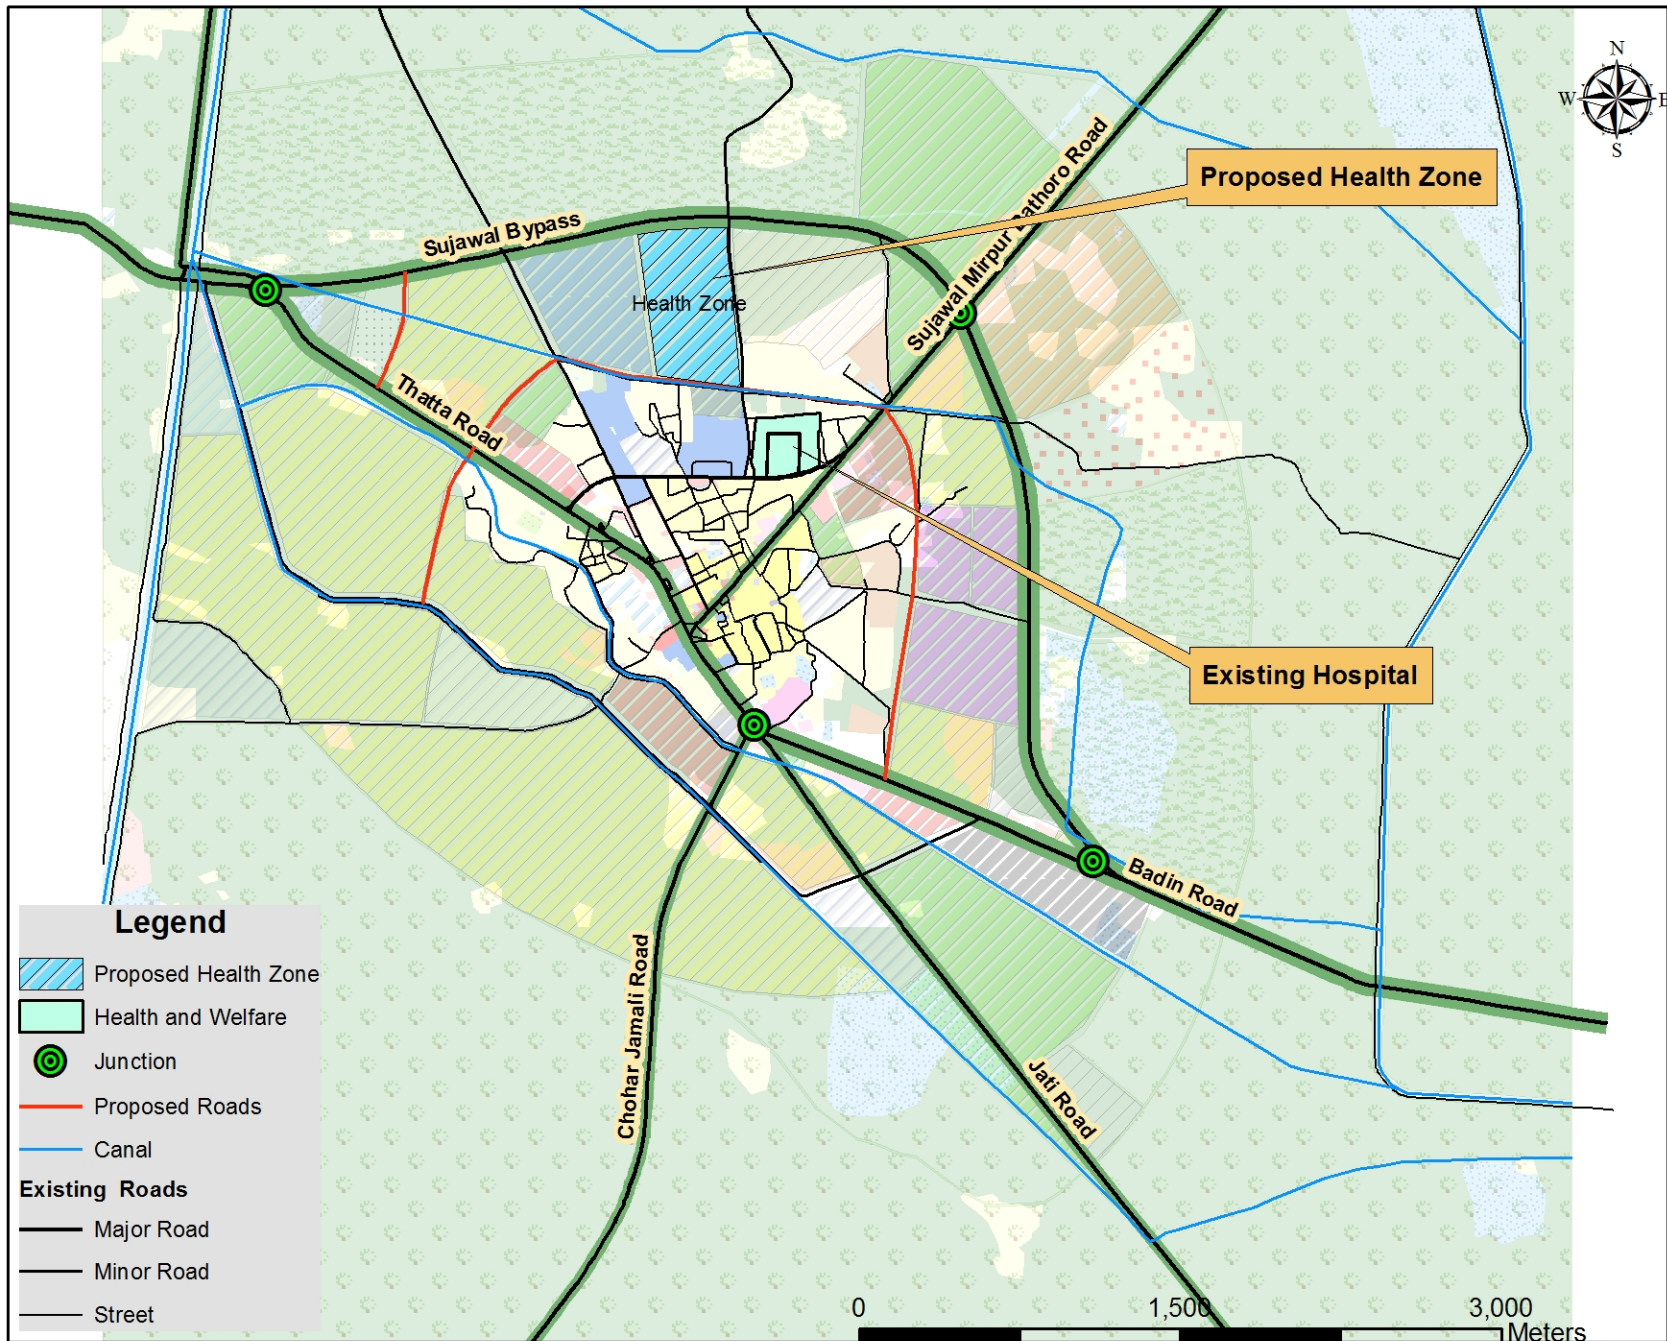 N
W E
S
Proposed Health Zone
Sujawal Bypass
Sujawal Mirpur Bathoro Road
Health Zone
Thatta Road
Existing Hospital
Badin Road
Chohar Jamali Road
Jati Road
Legend
Proposed Health Zone
Health and Welfare
Junction
Proposed Roads
Canal
Existing Roads
Major Road
Minor Road
Street
0 1,500 3,000
Meters